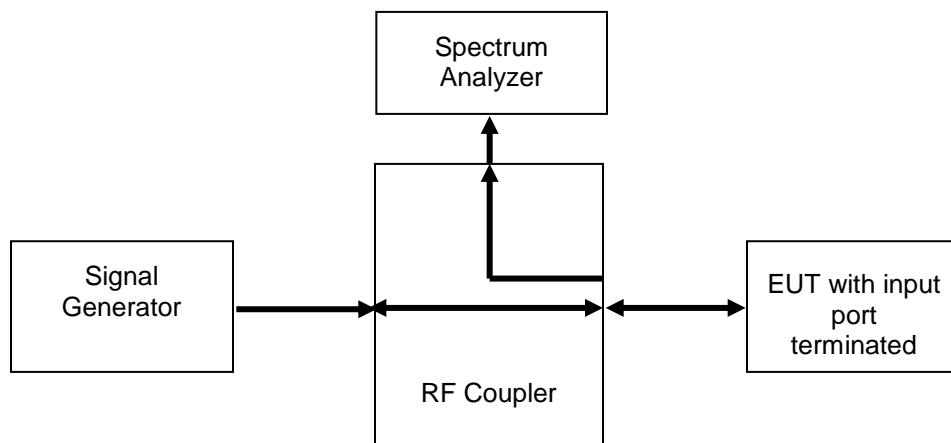 Spectrum
Analyzer
Signal
Generator
EUT with input
port
terminated
RF Coupler